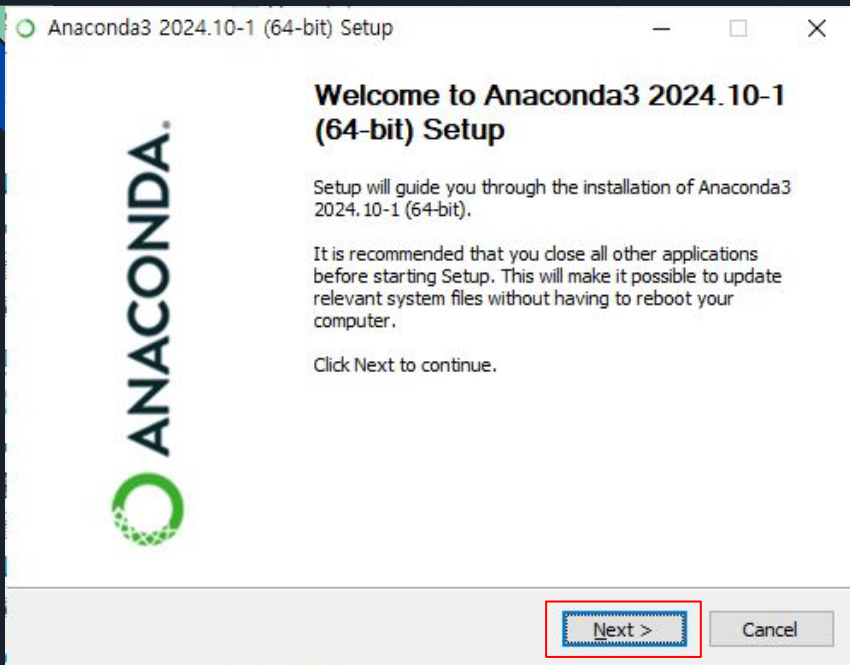 Anaconda3 2024.10-1 (64-bit) Setup
Welcome to Anaconda3 2024.10-1
(64-bit) Setup
Setup will guide you through the installation of Anaconda3
2024.10-1 (64-bit).
It is recommended that you close all other applications
before starting Setup. This will make it possible to update
relevant system files without having to reboot your
computer.
Click Next to continue.
ANACONDA.
Next >
Cancel